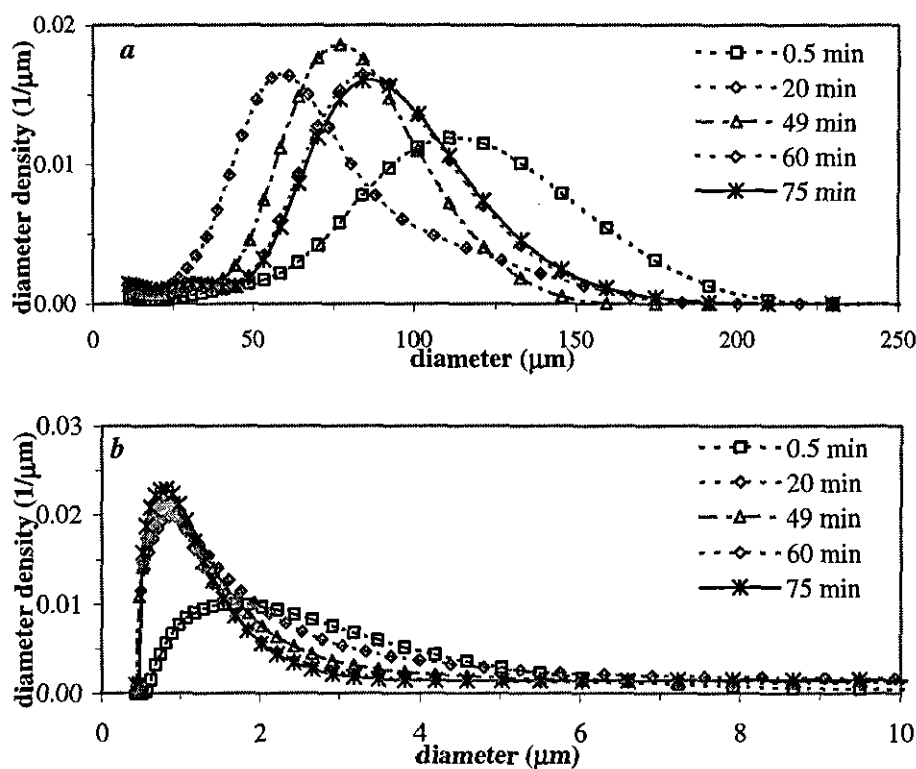 a
diameter density (1/μm)
0.02
0.01
0.00
0.5 min
20 min
49 min
60 min
75 min
0 50 100 150 200 250
diameter (μm)
b
diameter density (1/μm)
0.03
0.02
0.01
0.00
0.5 min
20 min
49 min
60 min
75 min
0 2 4 6 8 10
diameter (μm)